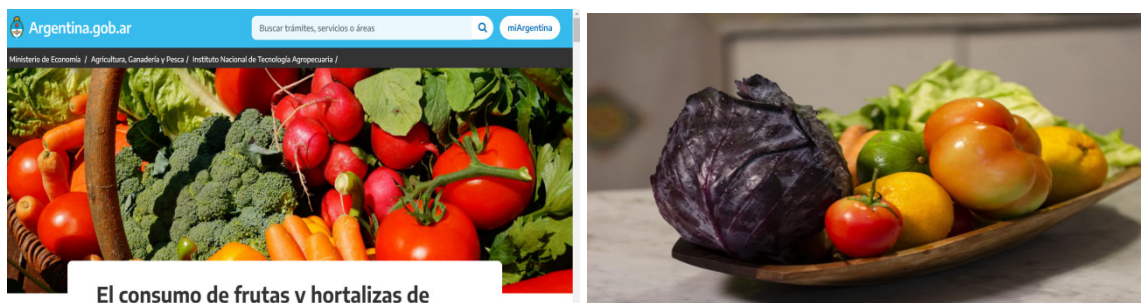 Argentina.gob.ar
Buscar trámites, servicios o áreas
miArgentina
Ministerio de Economía / Agricultura, Ganadería y Pesca / Instituto Nacional de Tecnología Agropecuaria /
El consumo de frutas y hortalizas de